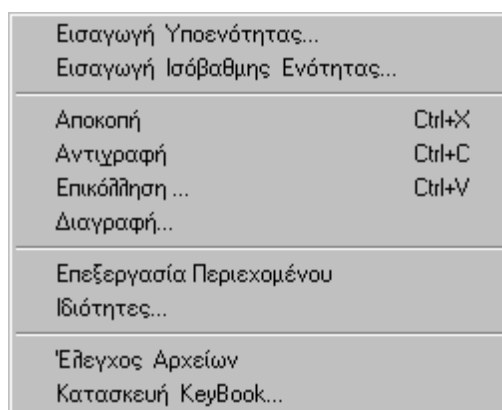 Εισαγωγή Υποενότητας...
Εισαγωγή Ισόβαθμης Ενότητας...
Αποκοπή Ctrl+X
Αντιγραφή Ctrl+C
Επικόλληση ... Ctrl+V
Διαγραφή...
Επεξεργασία Περιεχομένου
Ιδιότητες...
Έλεγχος Αρχείων
Κατασκευή KeyBook...